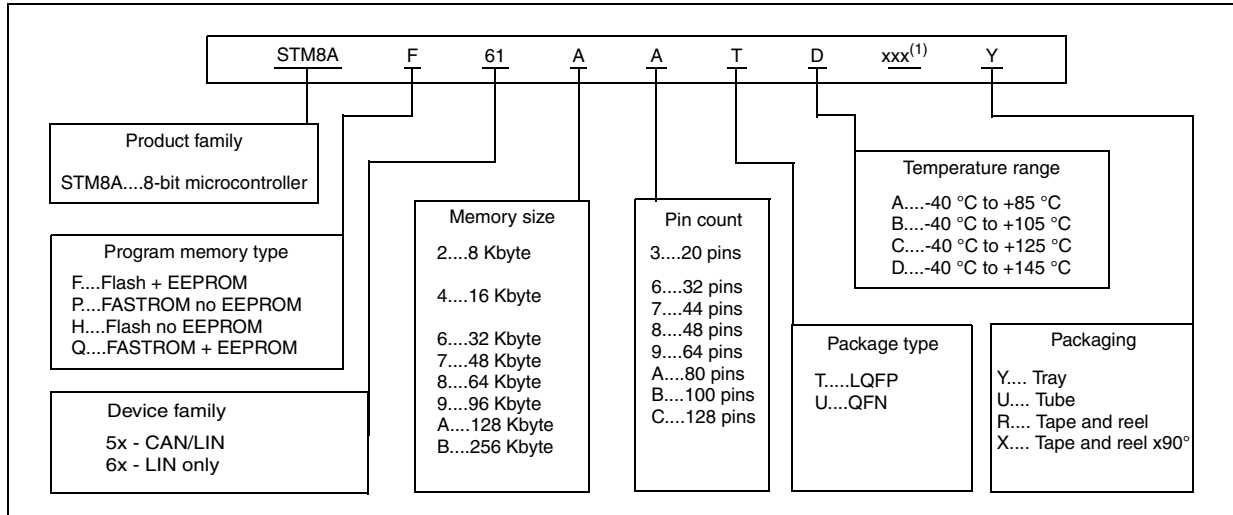 STM8A F 61 A A T D xxx(1) Y
Product family
STM8A....8-bit microcontroller
Program memory type
F....Flash + EEPROM
P....FASTROM no EEPROM
H....Flash no EEPROM
Q....FASTROM + EEPROM
Device family
5x - CAN/LIN
6x - LIN only
Memory size
2....8 Kbyte
4....16 Kbyte
6....32 Kbyte
7....48 Kbyte
8....64 Kbyte
9....96 Kbyte
A....128 Kbyte
B....256 Kbyte
Pin count
3....20 pins
6....32 pins
7....44 pins
8....48 pins
9....64 pins
A....80 pins
B....100 pins
C....128 pins
Package type
T.....LQFP
U....QFN
Temperature range
A....-40 °C to +85 °C
B....-40 °C to +105 °C
C....-40 °C to +125 °C
D....-40 °C to +145 °C
Packaging
Y.... Tray
U.... Tube
R.... Tape and reel
X.... Tape and reel x90°